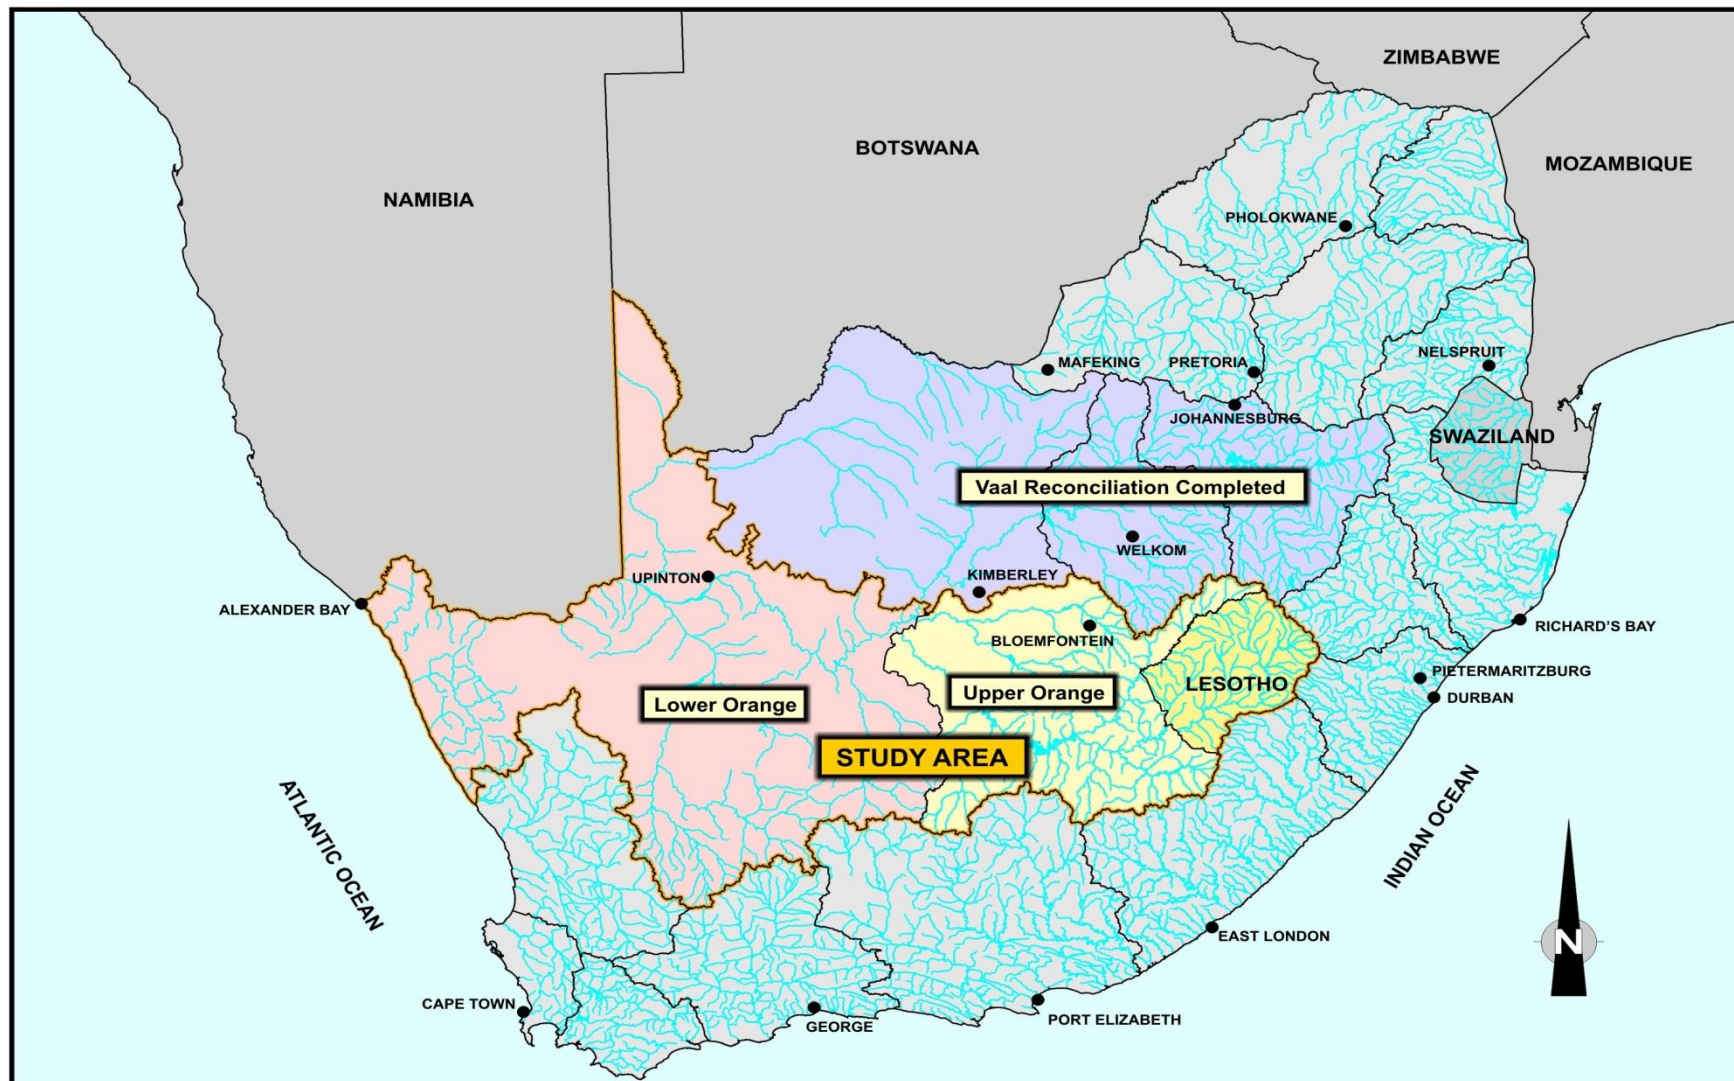 ZIMBABWE
BOTSWANA
MOZAMBIQUE
NAMIBIA
PHOLOKWANE
MAFEKING
PRETORIA
NELSPRUIT
JOHANNESBURG
SWAZILAND
Vaal Reconciliation Completed
WELKOM
UPINTON
KIMBERLEY
ALEXANDER BAY
BLOEMFONTEIN
RICHARD'S BAY
PIETERMARITZBURG
LESOTHO
Upper Orange
DURBAN
Lower Orange
STUDY AREA
ATLANTIC OCEAN
INDIAN OCEAN
EAST LONDON
N
CAPE TOWN
GEORGE
PORT ELIZABETH